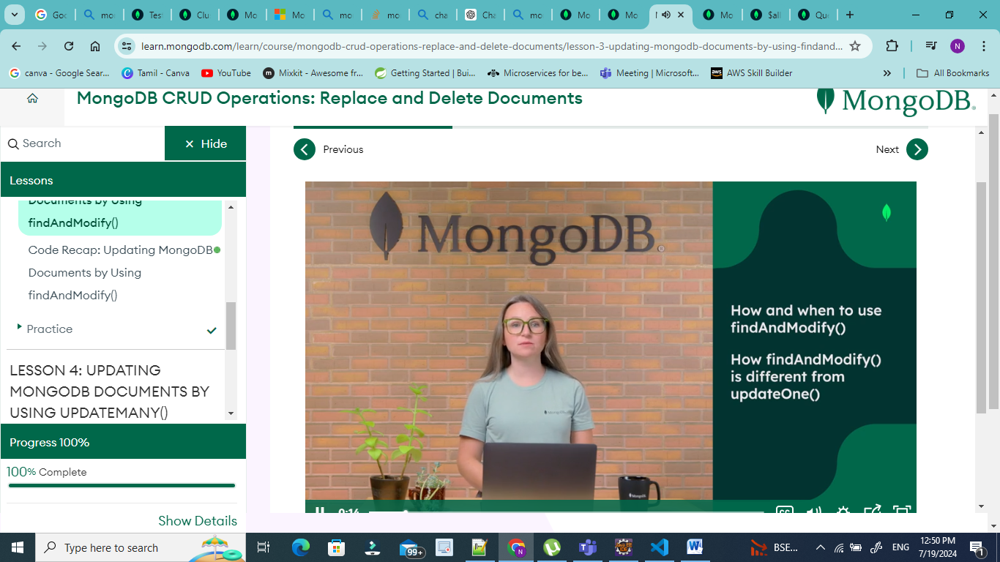 Goo
mon
Test
Clu
Mo
Mo
mo
mo
cha
Cha
mo
Mo
Mo
Mo
$all
Que
learn.mongodb.com/learn/course/mongodb-crud-operations-replace-and-delete-documents/lesson-3-updating-mongodb-documents-by-using-findand...
N
canva - Google Sear...
Tamil - Canva
YouTube
m
Mixkit - Awesome fr...
Getting Started | Bui...
Microservices for be...
Meeting | Microsoft...
aws
AWS Skill Builder
»
All Bookmarks
MongoDB CRUD Operations: Replace and Delete Documents
MongoDB®
Search
× Hide
Lessons
Documents by Using
findAndModify()
Code Recap: Updating MongoDB
Documents by Using
findAndModify()
Practice
LESSON 4: UPDATING
MONGODB DOCUMENTS BY
USING UPDATEMANY()
Progress 100%
100% Complete
Show Details
Previous
Next
MongoDB®
How and when to use
findAndModify()
How findAndModify()
is different from
updateOne()
MongoDB
MongoDB
0:14
CC
Type here to search
99+
N
BSE...
ENG
12:50 PM
7/19/2024
1